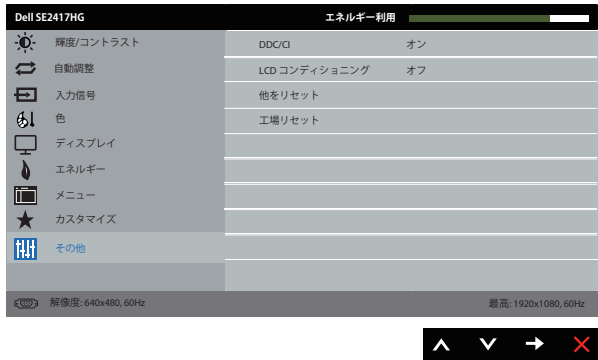 Dell SE2417HG エネルギー利用
輝度/コントラスト
自動調整
入力信号
色
ディスプレイ
エネルギー
メニュー
カスタマイズ
その他
DDC/CI オン
LCD コンディショニング オフ
他をリセット
工場リセット
解像度: 640x480, 60Hz 最高: 1920x1080, 60Hz